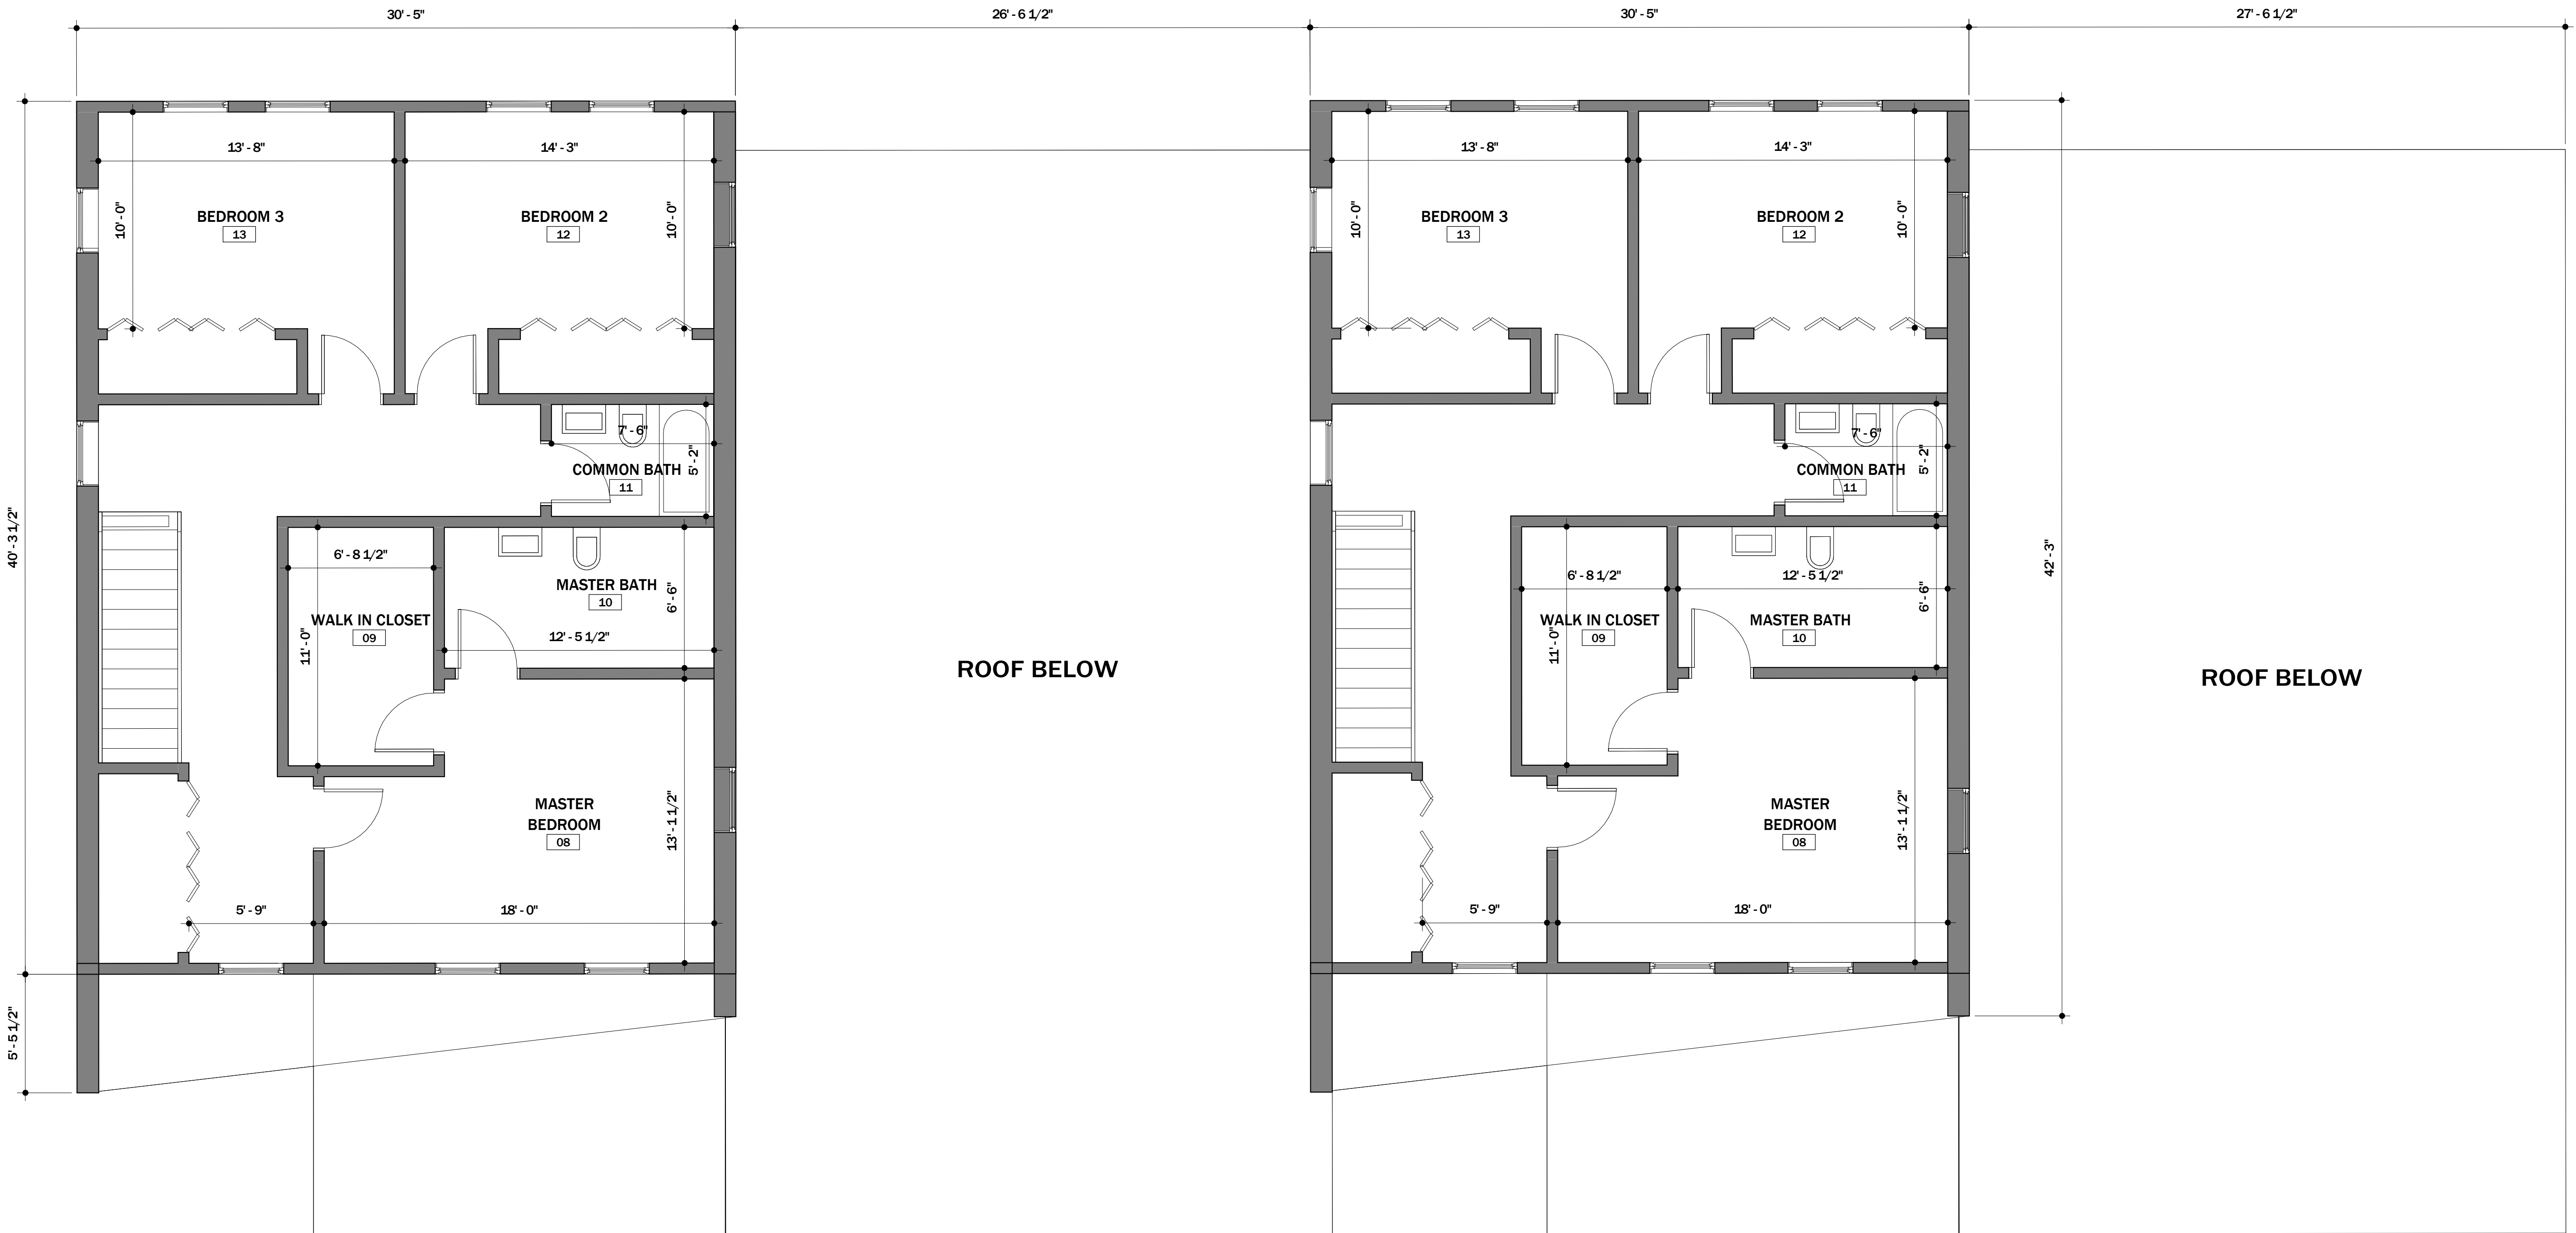 30' - 5"
26' - 6 1/2"
30' - 5"
27' - 6 1/2"
13' - 8"
14' - 3"
13' - 8"
14' - 3"
10' - 0"
BEDROOM 3
13
BEDROOM 2
12
10' - 0"
10' - 0"
BEDROOM 3
13
BEDROOM 2
12
10' - 0"
7' - 6"
5' - 2"
COMMON BATH
11
7' - 6"
5' - 2"
COMMON BATH
11
40' - 3 1/2"
6' - 8 1/2"
MASTER BATH
10
6' - 6"
WALK IN CLOSET
09
11' - 0"
12' - 5 1/2"
ROOF BELOW
6' - 8 1/2"
12' - 5 1/2"
6' - 6"
WALK IN CLOSET
09
11' - 0"
MASTER BATH
10
42' - 3"
ROOF BELOW
MASTER
BEDROOM
08
13' - 1 1/2"
MASTER
BEDROOM
08
13' - 1 1/2"
5' - 9"
18' - 0"
5' - 9"
18' - 0"
5' - 5 1/2"